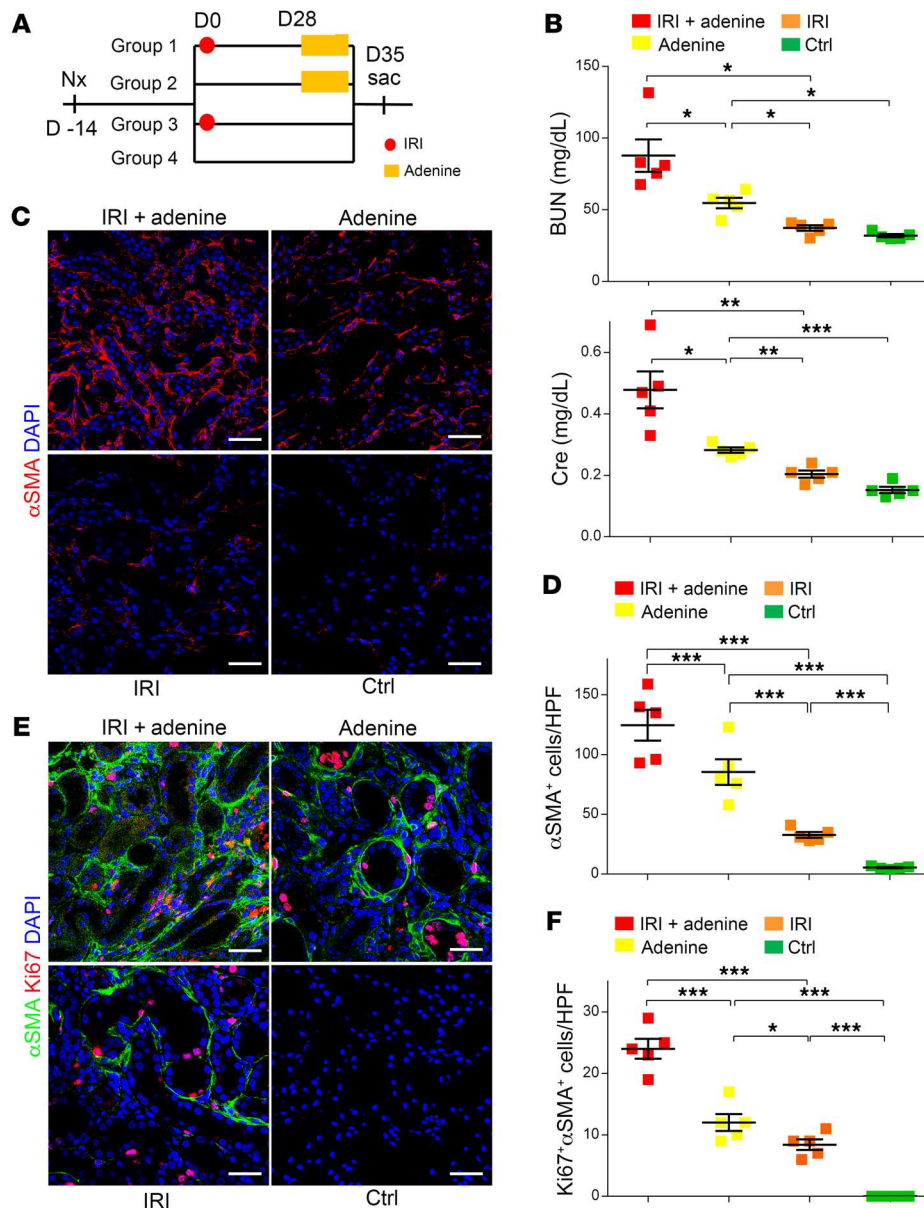 A
D0
D28
Group 1
Group 2
Group 3
Group 4
Nx
D -14
D35
sac
IRI
Adenine
B
IRI + adenine
IRI
Adenine
Ctrl
BUN (mg/dL)
150
100
50
0
*
*
*
*
Cre (mg/dL)
0.6
0.4
0.2
0.0
**
***
*
**
C
IRI + adenine
Adenine
αSMA DAPI
IRI
Ctrl
D
IRI + adenine
IRI
Adenine
Ctrl
αSMA⁺ cells/HPF
150
100
50
0
***
***
***
***
***
E
IRI + adenine
Adenine
αSMA Ki67 DAPI
IRI
Ctrl
F
IRI + adenine
IRI
Adenine
Ctrl
Ki67⁺αSMA⁺ cells/HPF
30
20
10
0
***
***
***
*
***